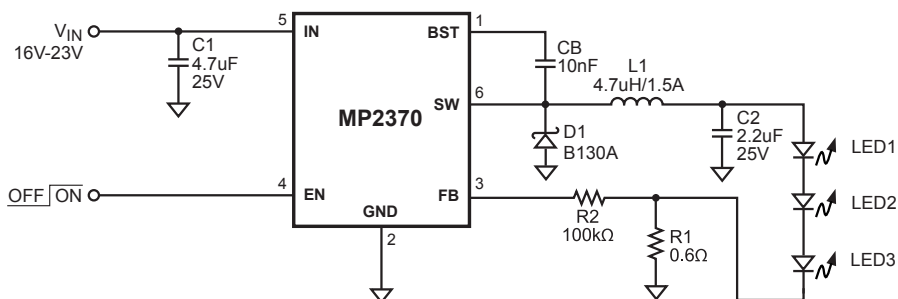 VIN
16V-23V
C1
4.7uF
25V
5
IN
BST
1
CB
10nF
L1
4.7uH/1.5A
SW
6
MP2370
D1
B130A
C2
2.2uF
25V
LED1
OFF ON
4
EN
FB
3
GND
2
R2
100kΩ
R1
0.6Ω
LED2
LED3